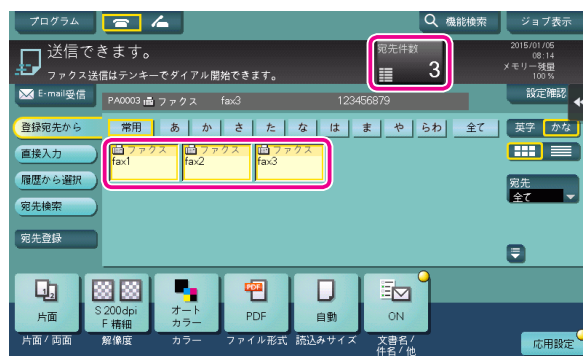 プログラム
機能検索
ジョブ表示
送信できます。
ファクス送信はテンキーでダイアル開始できます。
宛先件数
3
2015/01/05
08:14
メモリー残量
100 %
E-mail受信
PA0003 ファクス fax3 123456879
設定確認
登録宛先から
常用 あ か さ た な は ま や らわ 全て
英字 かな
直接入力
ファクス
fax1
ファクス
fax2
ファクス
fax3
履歴から選択
宛先検索
宛先
全て
宛先登録
片面
S 200dpi
F 精細
オート
カラー
PDF
自動
ON
片面 / 両面
解像度
カラー
ファイル形式
読込みサイズ
文書名 /
件名 / 他
応用設定